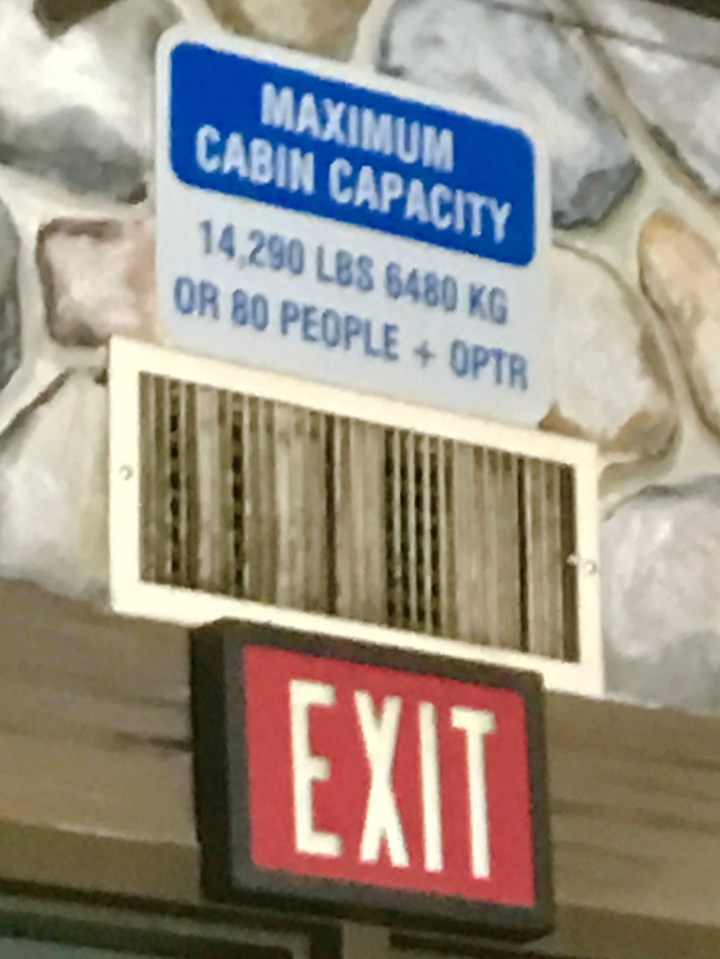 MAXIMUM
CABIN CAPACITY
14,290 LBS 6480 KG
OR 80 PEOPLE + OPTR
EXIT